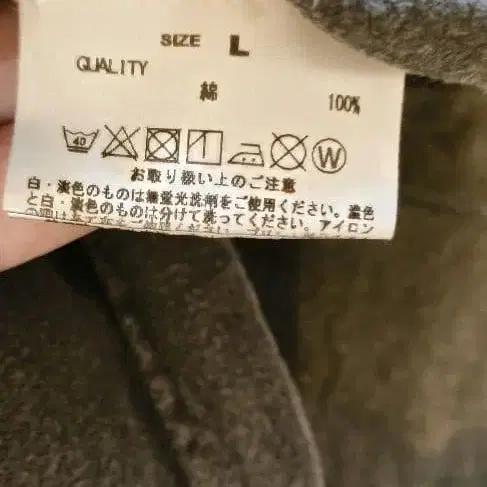 SIZE L
QUALITY
綿 100%
40 W
お取り扱い上のご注意
白・淡色のものは無蛍光洗剤をご使用ください。濃色
と白・淡色のものは分けて洗ってください。アイロン